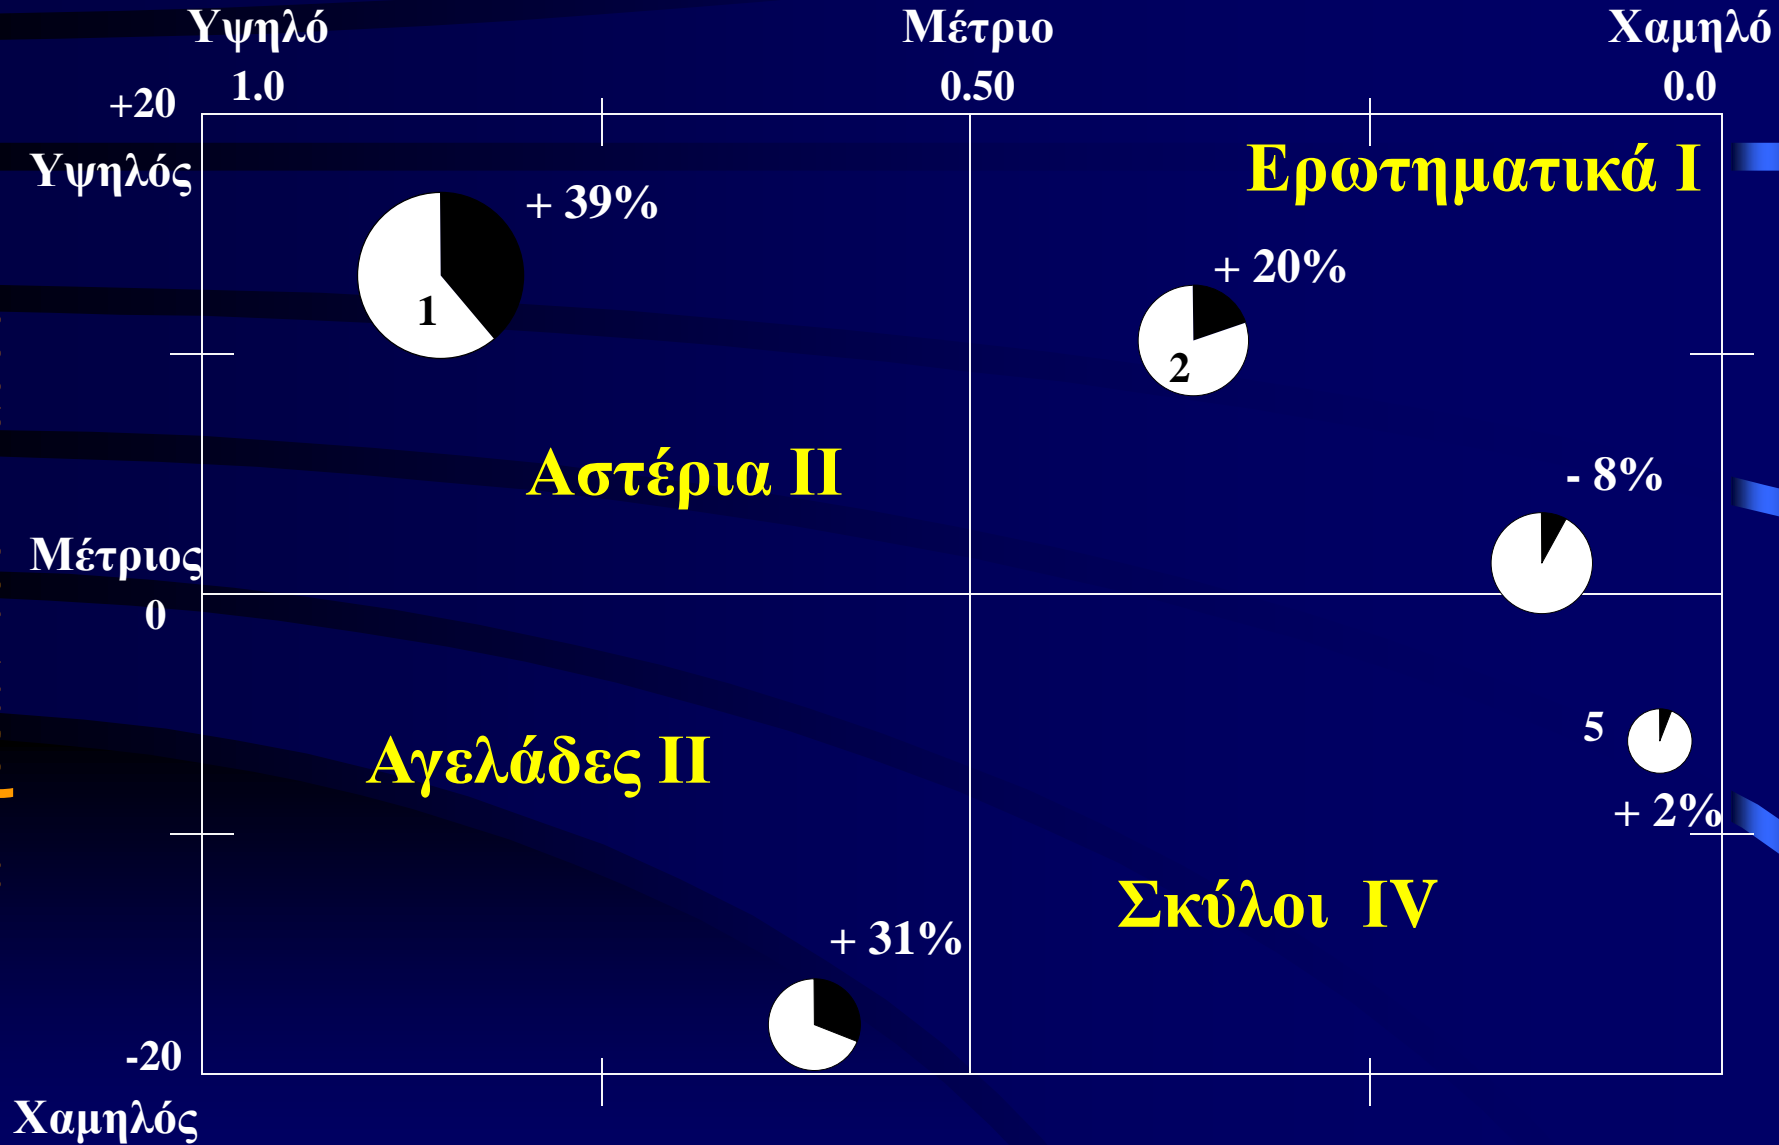 Υψηλό Μέτριο Χαμηλό
1.0 0.50 0.0
+20
Υψηλός
Ερωτηματικά I
+ 39%
+ 20%
1
2
Αστέρια II
- 8%
Μέτριος
0
5
Αγελάδες II
+ 2%
Σκύλοι IV
+ 31%
-20
Χαμηλός